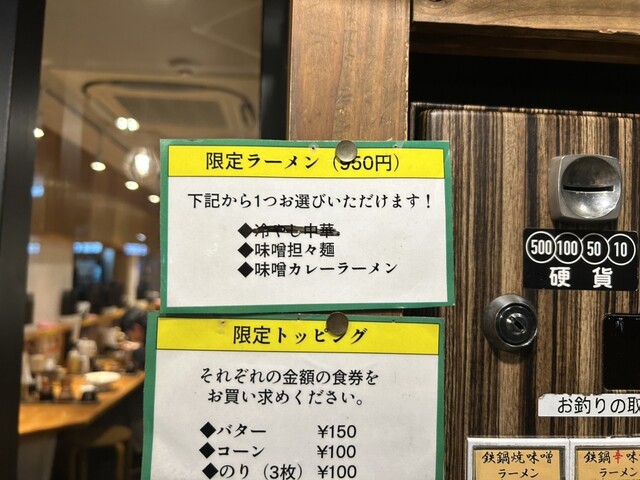 限定ラーメン（950円）
下記から1つお選びいただけます！
◆冷やし中華
◆味噌担々麺
◆味噌カレーラーメン
限定トッピング
それぞれの金額の食券を
お買い求めください。
◆バター ¥150
◆コーン ¥100
◆のり（3枚）¥100
500 100 50 10
硬貨
お釣りの取
鉄鍋焼味噌
ラーメン
鉄鍋辛味
ラーメン